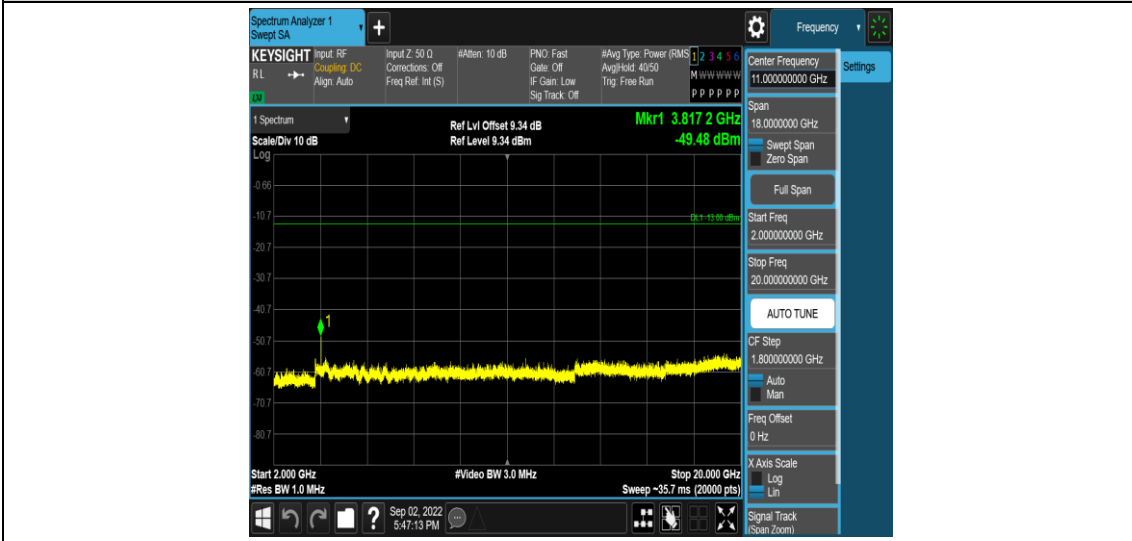 Spectrum Analyzer 1
Swept SA
+
Frequency
KEYSIGHT
RL
LXI
Input: RF
Coupling: DC
Align: Auto
Input Z: 50 Ω
Corrections: Off
Freq Ref: Int (S)
#Atten: 10 dB
PNO: Fast
Gate: Off
IF Gain: Low
Sig Track: Off
#Avg Type: Power (RMS
Avg|Hold: 40/50
Trig: Free Run
1 2 3 4 5 6
M W W W W W
P P P P P P
1 Spectrum
Scale/Div 10 dB
Ref Lvl Offset 9.34 dB
Ref Level 9.34 dBm
Mkr1 3.817 2 GHz
-49.48 dBm
Log
-0.66
-10.7
DL1 -13.00 dBm
-20.7
-30.7
-40.7
1
-50.7
-60.7
-70.7
-80.7
Start 2.000 GHz
#Video BW 3.0 MHz
Stop 20.000 GHz
#Res BW 1.0 MHz
Sweep ~35.7 ms (20000 pts)
?
Sep 02, 2022
5:47:13 PM
Center Frequency
11.000000000 GHz
Settings
Span
18.0000000 GHz
Swept Span
Zero Span
Full Span
Start Freq
2.000000000 GHz
Stop Freq
20.000000000 GHz
AUTO TUNE
CF Step
1.800000000 GHz
Auto
Man
Freq Offset
0 Hz
X Axis Scale
Log
Lin
Signal Track
(Span Zoom)